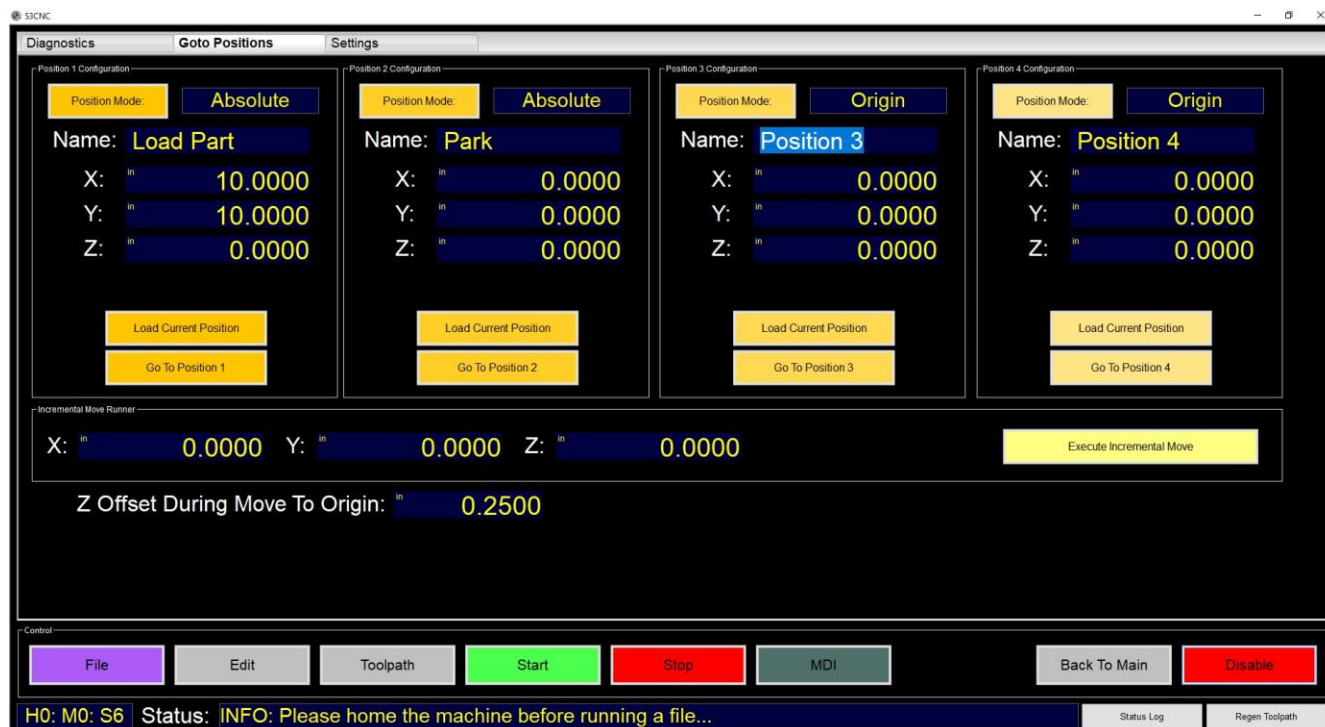 S3CNC
Diagnostics Goto Positions Settings
Position 1 Configuration
Position Mode: Absolute
Name: Load Part
X: in 10.0000
Y: in 10.0000
Z: in 0.0000
Load Current Position
Go To Position 1
Position 2 Configuration
Position Mode: Absolute
Name: Park
X: in 0.0000
Y: in 0.0000
Z: in 0.0000
Load Current Position
Go To Position 2
Position 3 Configuration
Position Mode: Origin
Name: Position 3
X: in 0.0000
Y: in 0.0000
Z: in 0.0000
Load Current Position
Go To Position 3
Position 4 Configuration
Position Mode: Origin
Name: Position 4
X: in 0.0000
Y: in 0.0000
Z: in 0.0000
Load Current Position
Go To Position 4
Incremental Move Runner
X: in 0.0000 Y: in 0.0000 Z: in 0.0000 Execute Incremental Move
Z Offset During Move To Origin: in 0.2500
Control
File Edit Toolpath Start Stop MDI Back To Main Disable
H0: M0: S6 Status: INFO: Please home the machine before running a file... Status Log Regen Toolpath